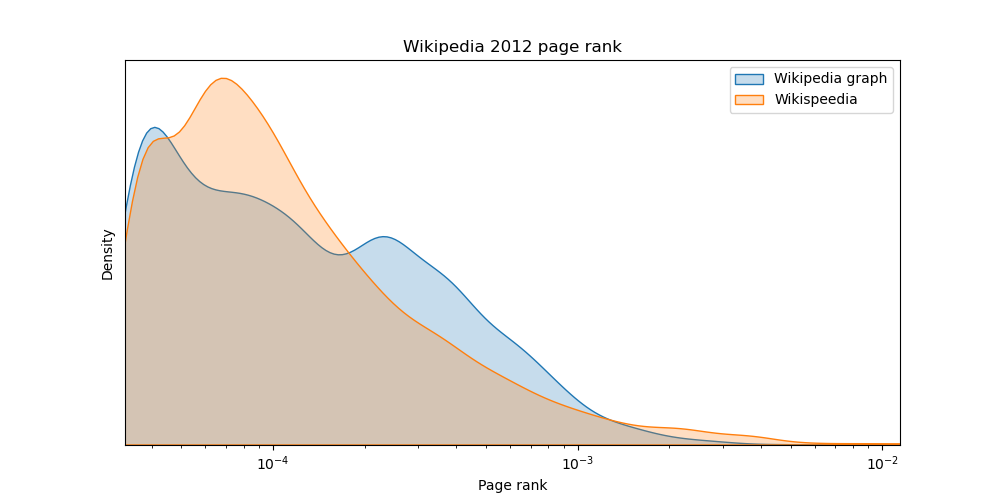 Wikipedia 2012 page rank
Wikipedia graph
Wikispeedia
Density
10⁻⁴
10⁻³
10⁻²
Page rank